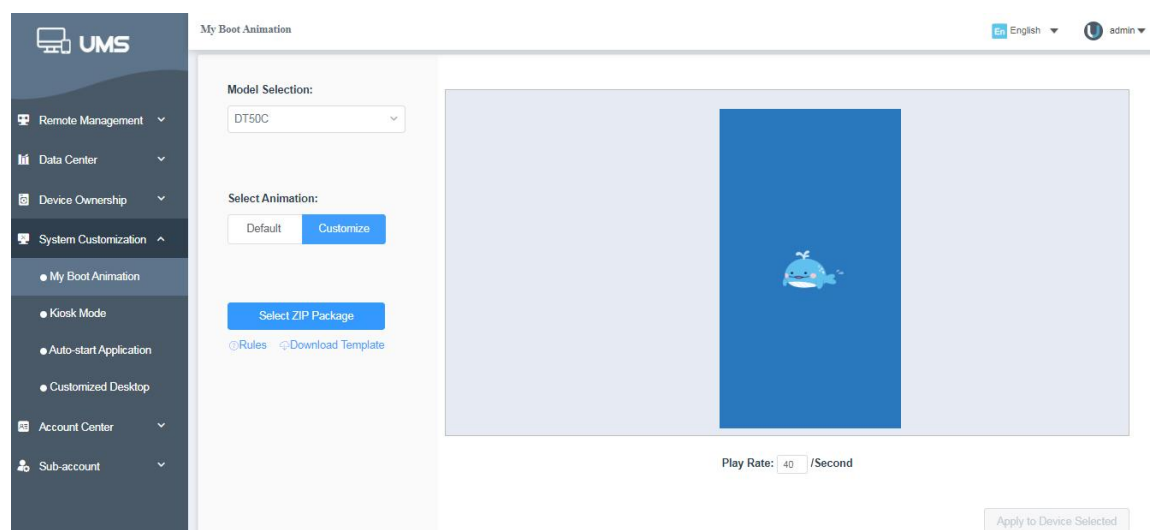 UMS
My Boot Animation
En English
admin
Remote Management
Data Center
Device Ownership
System Customization
My Boot Animation
Kiosk Mode
Auto-start Application
Customized Desktop
Account Center
Sub-account
Model Selection:
DT50C
Select Animation:
Default Customize
Select ZIP Package
Rules Download Template
Play Rate: 40 /Second
Apply to Device Selected